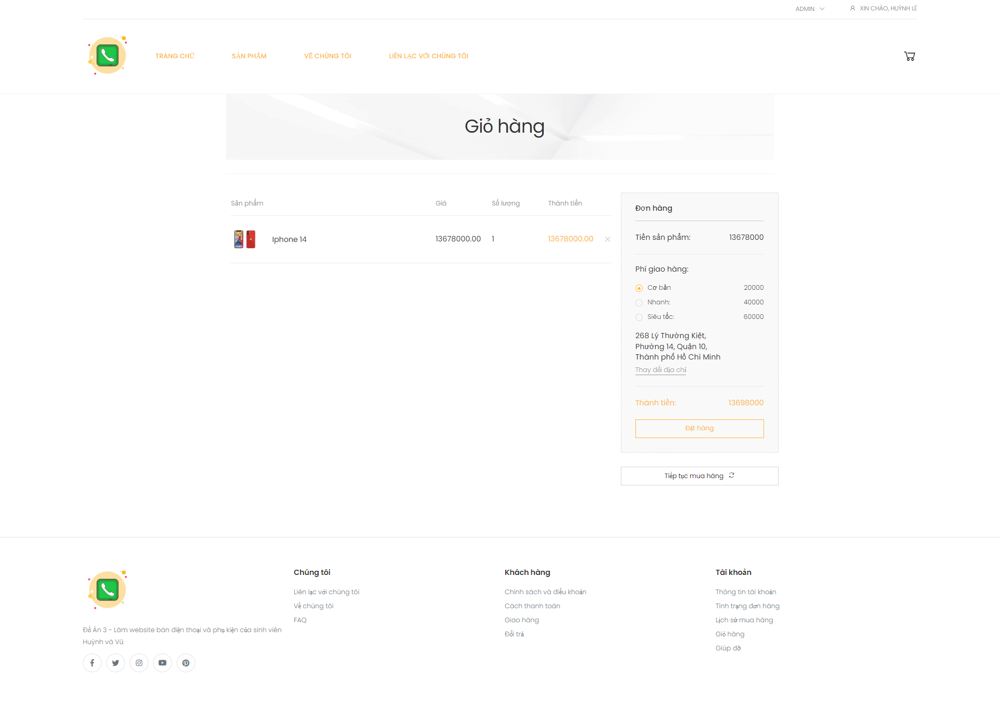 ADMIN
XIN CHÀO, HUỲNH LÊ
TRANG CHỦ
SẢN PHẨM
VỀ CHÚNG TÔI
LIÊN LẠC VỚI CHÚNG TÔI
Giỏ hàng
Sản phẩm Giá Số lượng Thành tiền
Iphone 14 13678000.00 1 13678000.00
Đơn hàng
Tiền sản phẩm: 13678000
Phí giao hàng:
Cơ bản 20000
Nhanh: 40000
Siêu tốc: 60000
268 Lý Thường Kiệt,
Phường 14, Quận 10,
Thành phố Hồ Chí Minh
Thay đổi địa chỉ
Thành tiền: 13698000
Đặt hàng
Tiếp tục mua hàng
Đồ Án 3 - Làm website bán điện thoại và phụ kiện của sinh viên
Huỳnh và Vũ
Chúng tôi
Liên lạc với chúng tôi
Về chúng tôi
FAQ
Khách hàng
Chính sách và điều khoản
Cách thanh toán
Giao hàng
Đổi trả
Tài khoản
Thông tin tài khoản
Tình trạng đơn hàng
Lịch sử mua hàng
Giỏ hàng
Giúp đỡ